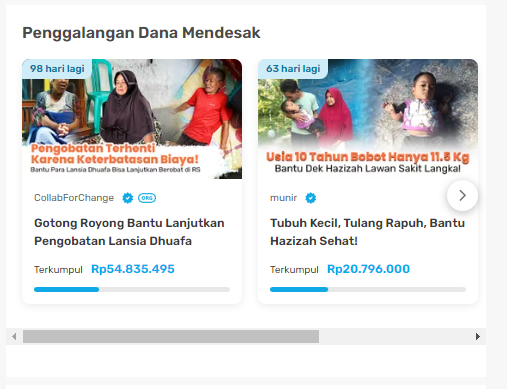 Penggalangan Dana Mendesak
98 hari lagi
Pengobatan Terhenti
Karena Keterbatasan Biaya!
Bantu Para Lansia Dhuafa Bisa Lanjutkan Berobat di RS
CollabForChange ORG
Gotong Royong Bantu Lanjutkan
Pengobatan Lansia Dhuafa
Terkumpul Rp54.835.495
63 hari lagi
Usia 10 Tahun Bobot Hanya 11.5 Kg
Bantu Dek Hazizah Lawan Sakit Langka!
munir
Tubuh Kecil, Tulang Rapuh, Bantu
Hazizah Sehat!
Terkumpul Rp20.796.000